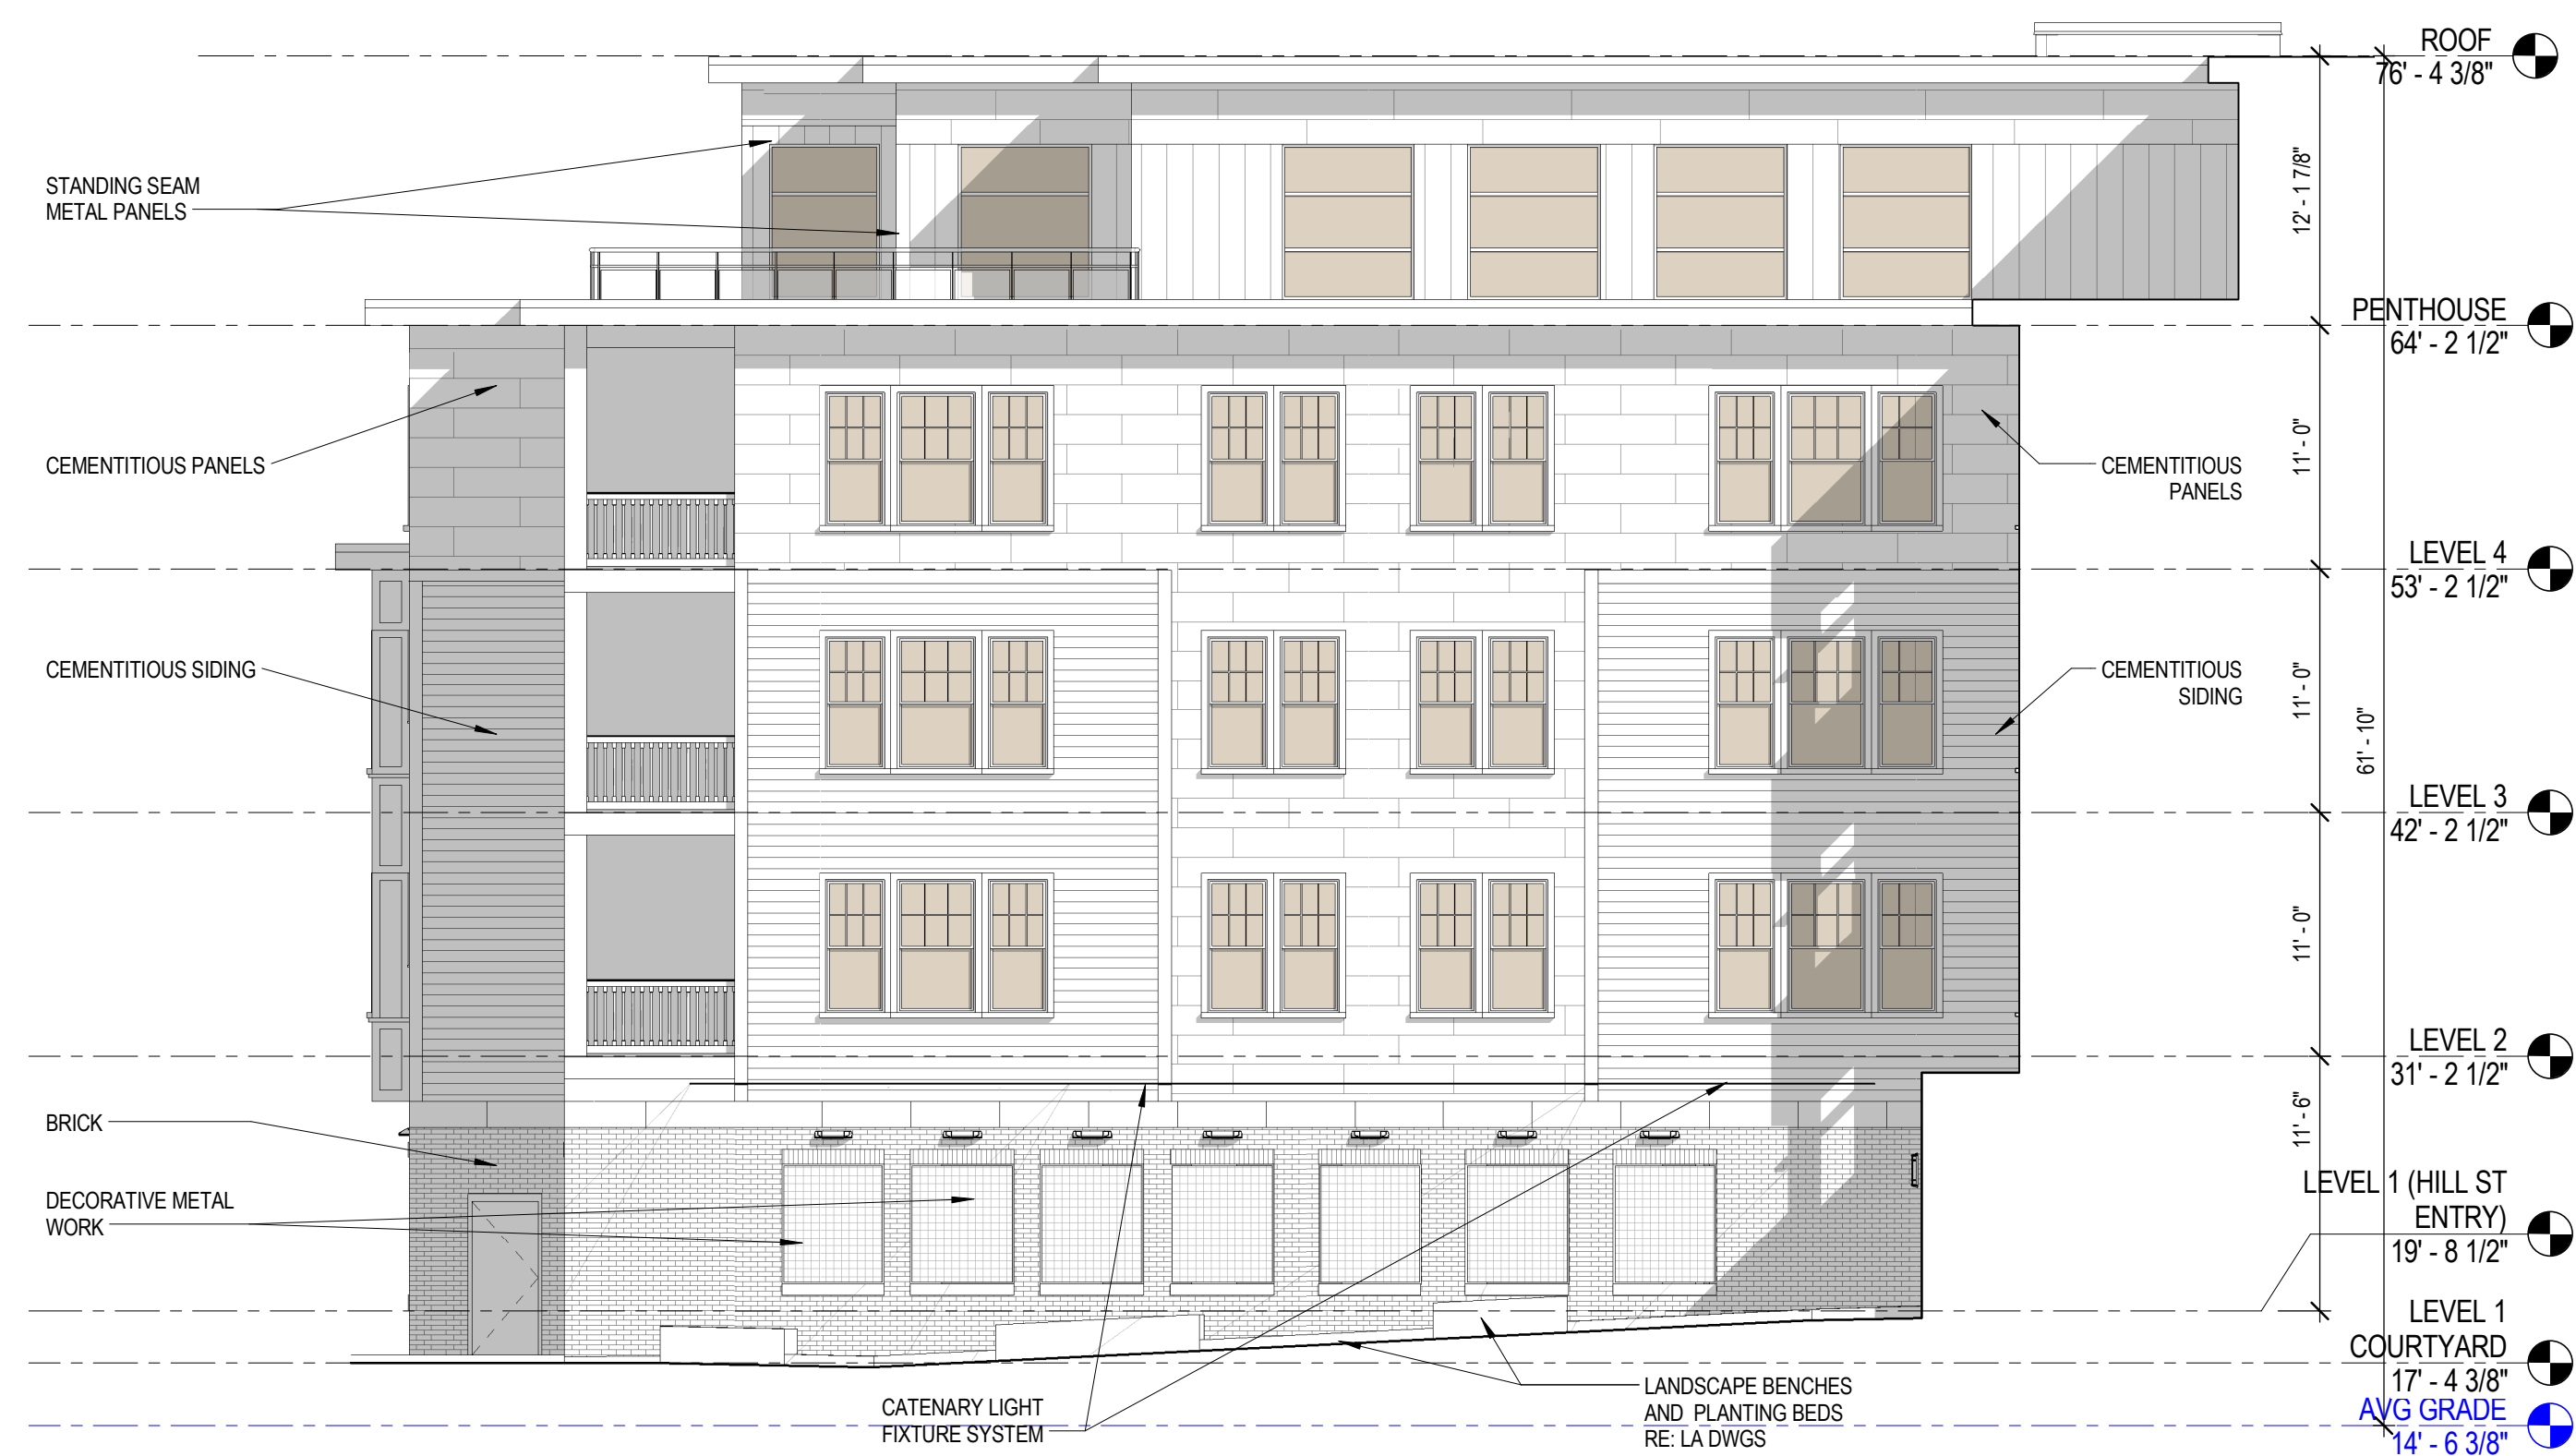 ROOF
76' - 4 3/8"
12' - 1 7/8"
STANDING SEAM
METAL PANELS
PENTHOUSE
64' - 2 1/2"
11' - 0"
CEMENTITIOUS PANELS
CEMENTITIOUS
PANELS
LEVEL 4
53' - 2 1/2"
11' - 0"
CEMENTITIOUS SIDING
CEMENTITIOUS
SIDING
61' - 10"
LEVEL 3
42' - 2 1/2"
11' - 0"
LEVEL 2
31' - 2 1/2"
11' - 6"
BRICK
DECORATIVE METAL
WORK
LEVEL 1 (HILL ST
ENTRY)
19' - 8 1/2"
LEVEL 1
COURTYARD
17' - 4 3/8"
CATENARY LIGHT
FIXTURE SYSTEM
LANDSCAPE BENCHES
AND PLANTING BEDS
RE: LA DWGS
AVG GRADE
14' - 6 3/8"